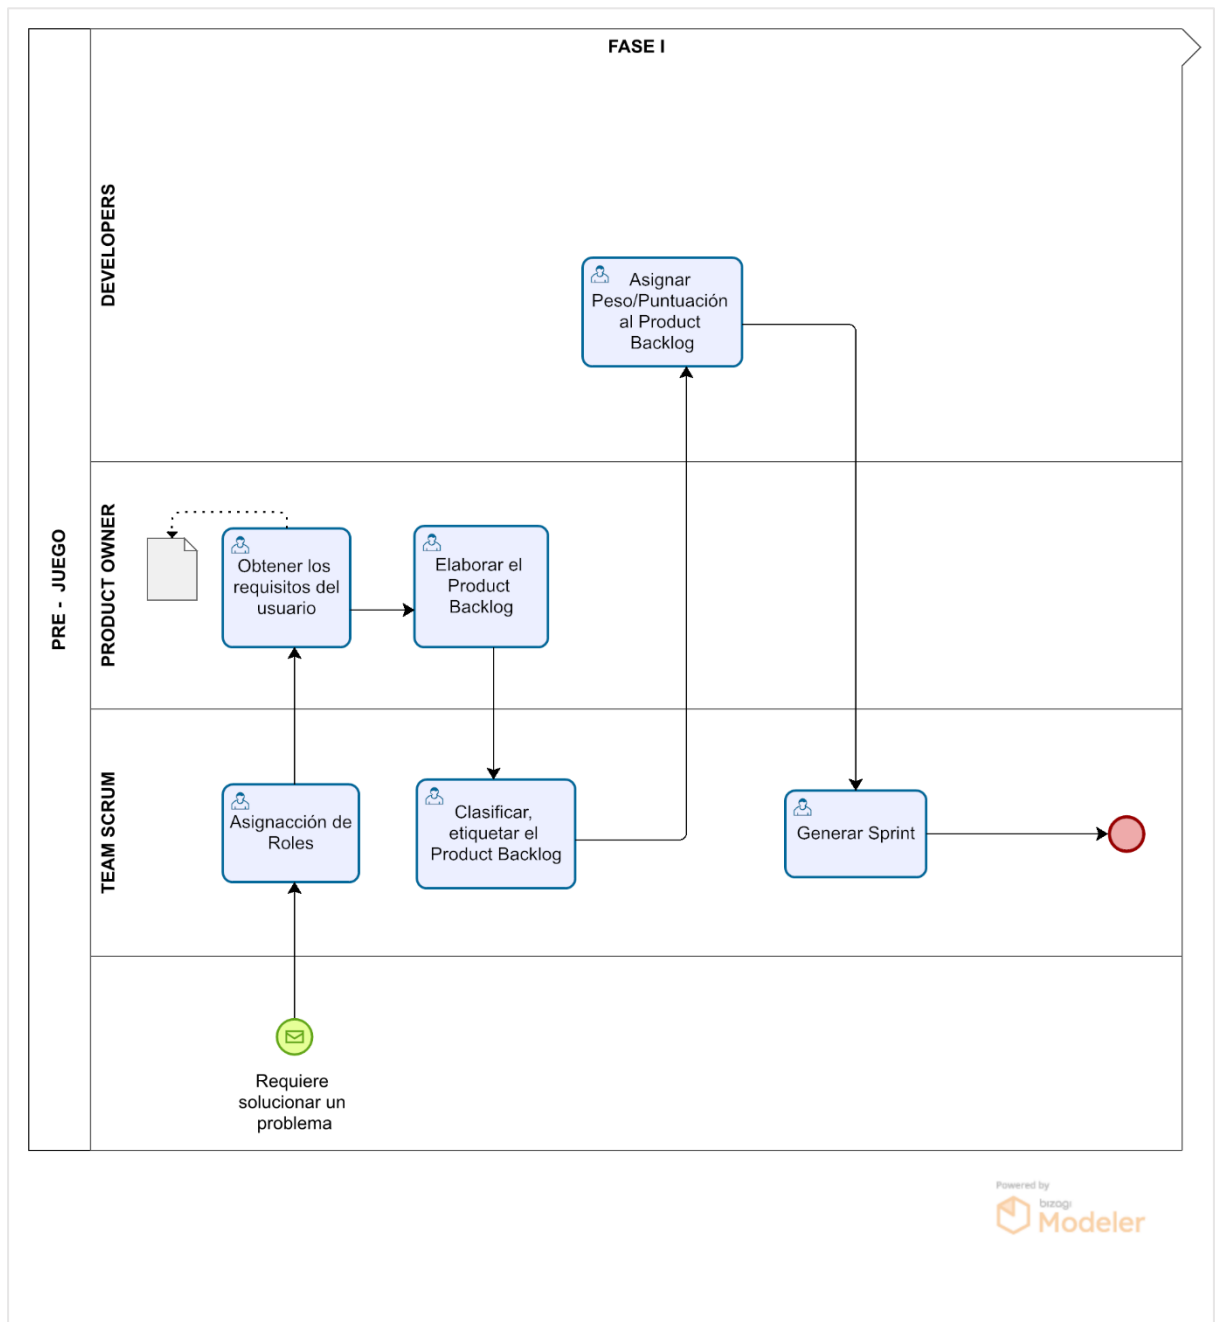 FASE I
PRE - JUEGO
DEVELOPERS
Asignar
Peso/Puntuación
al Product
Backlog
PRODUCT OWNER
Obtener los
requisitos del
usuario
Elaborar el
Product
Backlog
TEAM SCRUM
Asignacción de
Roles
Clasificar,
etiquetar el
Product Backlog
Generar Sprint
Requiere
solucionar un
problema
Powered by
bizagi
Modeler